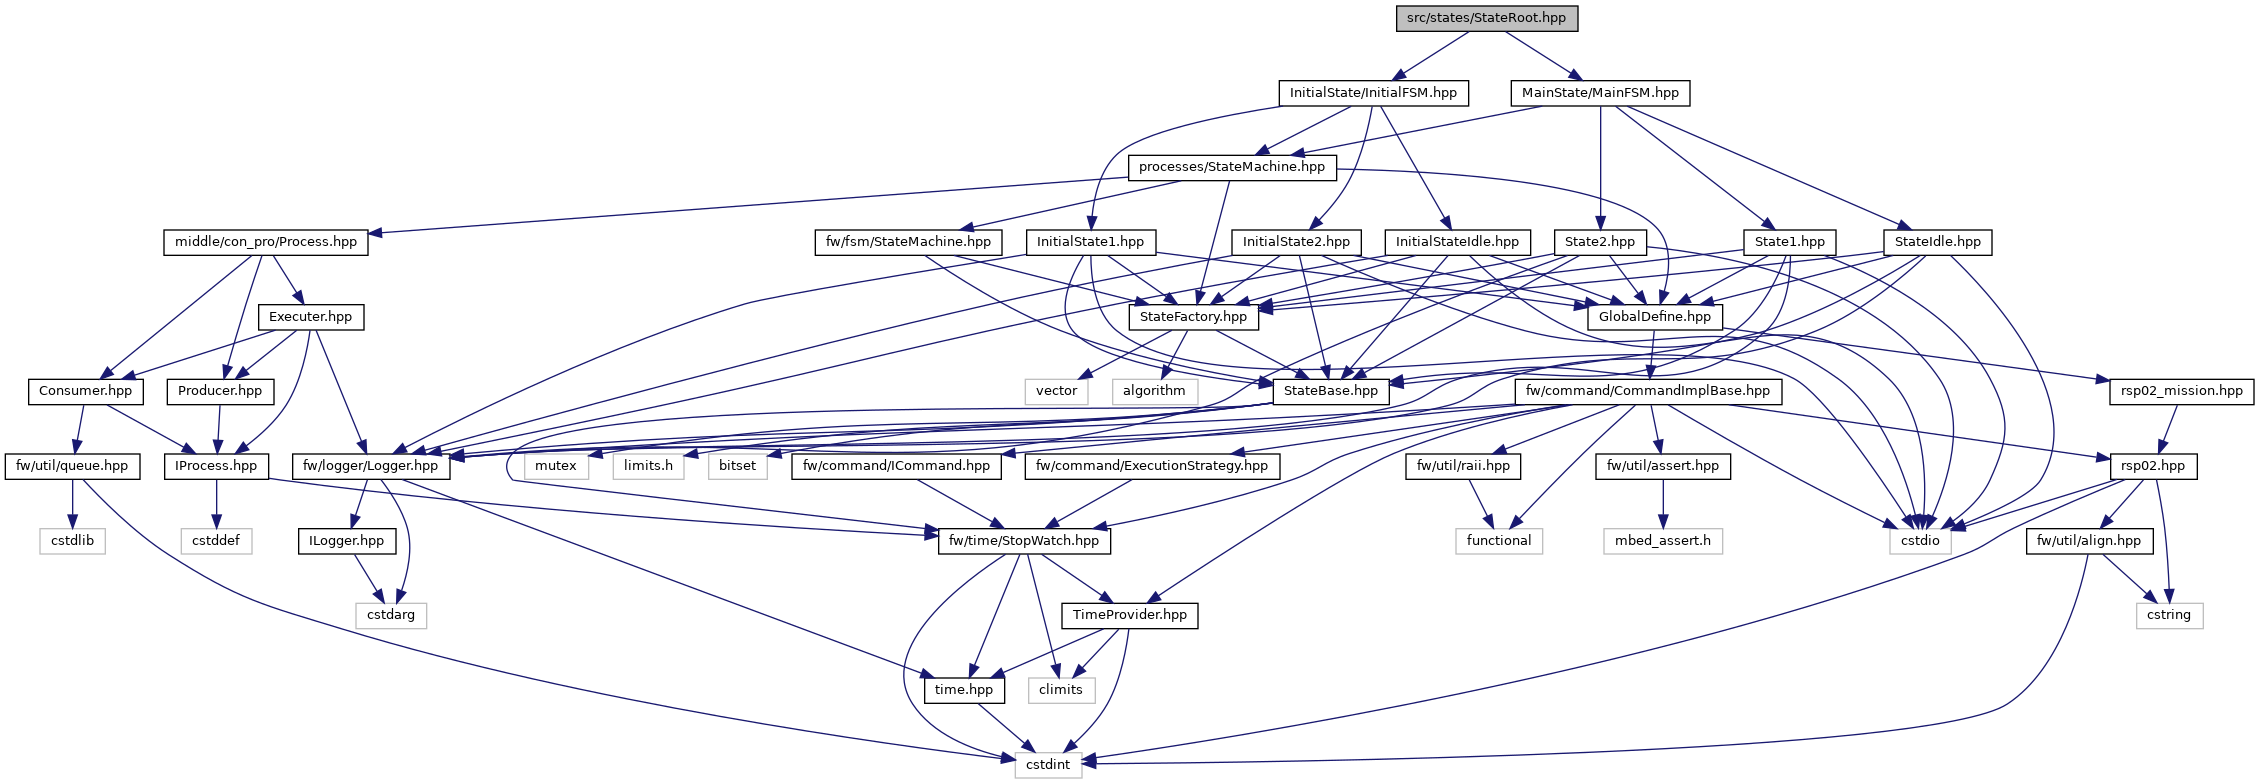 src/states/StateRoot.hpp
InitialState/InitialFSM.hpp
MainState/MainFSM.hpp
processes/StateMachine.hpp
middle/con_pro/Process.hpp
fw/fsm/StateMachine.hpp
InitialState1.hpp
InitialState2.hpp
InitialStateIdle.hpp
State2.hpp
State1.hpp
StateIdle.hpp
Executer.hpp
StateFactory.hpp
GlobalDefine.hpp
Consumer.hpp
Producer.hpp
vector
algorithm
StateBase.hpp
fw/command/CommandImplBase.hpp
rsp02_mission.hpp
fw/util/queue.hpp
IProcess.hpp
fw/logger/Logger.hpp
mutex
limits.h
bitset
fw/command/ICommand.hpp
fw/command/ExecutionStrategy.hpp
fw/util/raii.hpp
fw/util/assert.hpp
rsp02.hpp
cstdlib
cstddef
ILogger.hpp
fw/time/StopWatch.hpp
functional
mbed_assert.h
cstdio
fw/util/align.hpp
cstdarg
TimeProvider.hpp
cstring
time.hpp
climits
cstdint